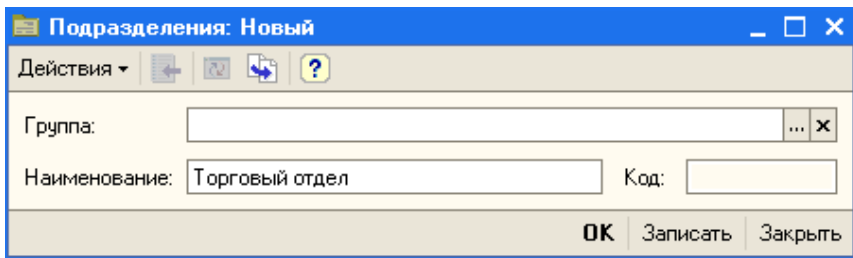 Подразделения: Новый
Действия
Группа:
Наименование: Торговый отдел Код:
OK Записать Закрыть